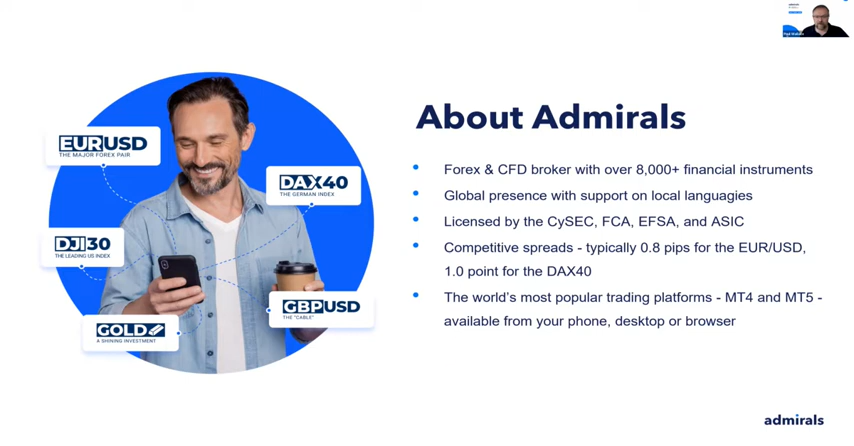 About Admirals
EURUSD
THE MAJOR FOREX PAIR
DAX40
THE GERMAN INDEX
DJI30
THE LEADING US INDEX
GBPUSD
THE "CABLE"
GOLD
A SHINING INVESTMENT
Forex & CFD broker with over 8,000+ financial instruments
Global presence with support on local languagies
Licensed by the CySEC, FCA, EFSA, and ASIC
Competitive spreads - typically 0.8 pips for the EUR/USD,
1.0 point for the DAX40
The world's most popular trading platforms - MT4 and MT5 -
available from your phone, desktop or browser
admirals